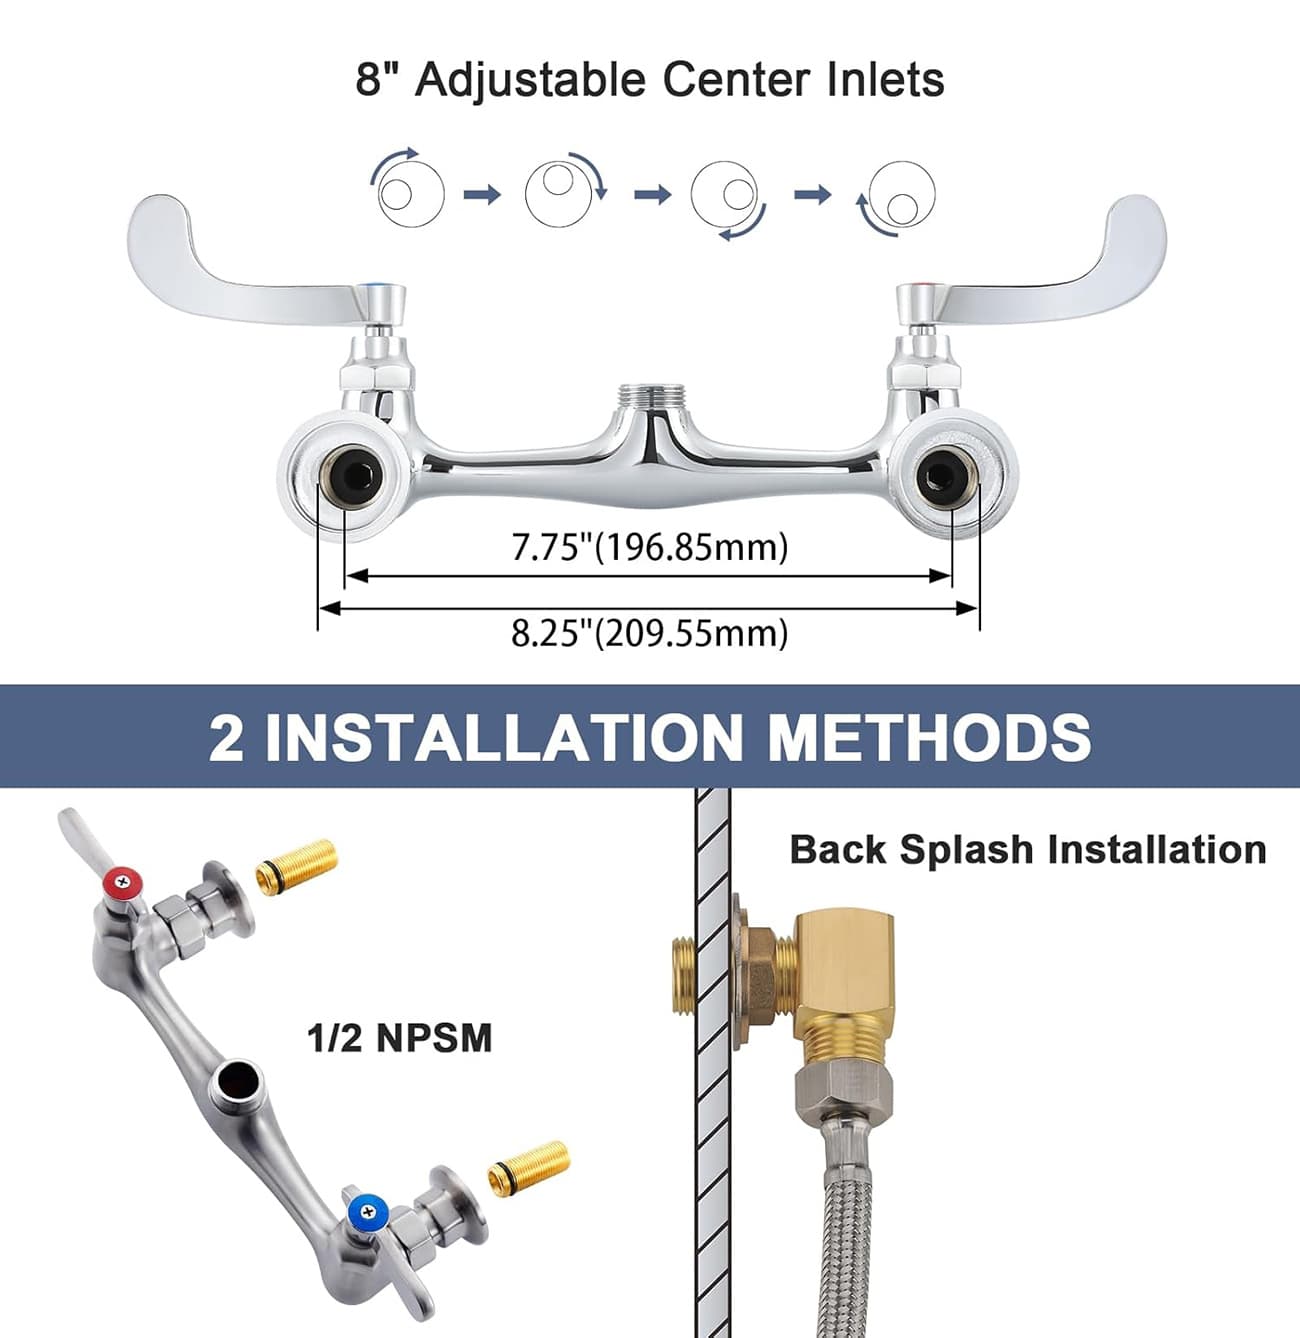 8" Adjustable Center Inlets
7.75"(196.85mm)
8.25"(209.55mm)
2 INSTALLATION METHODS
Back Splash Installation
1/2 NPSM